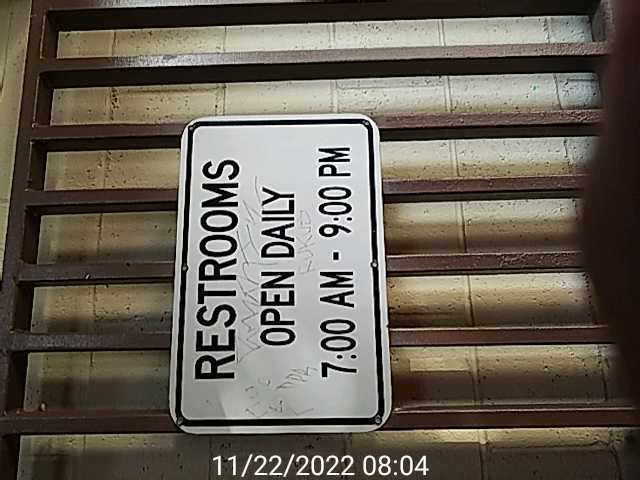 RESTROOMS
OPEN DAILY
7:00 AM - 9:00 PM
11/22/2022 08:04